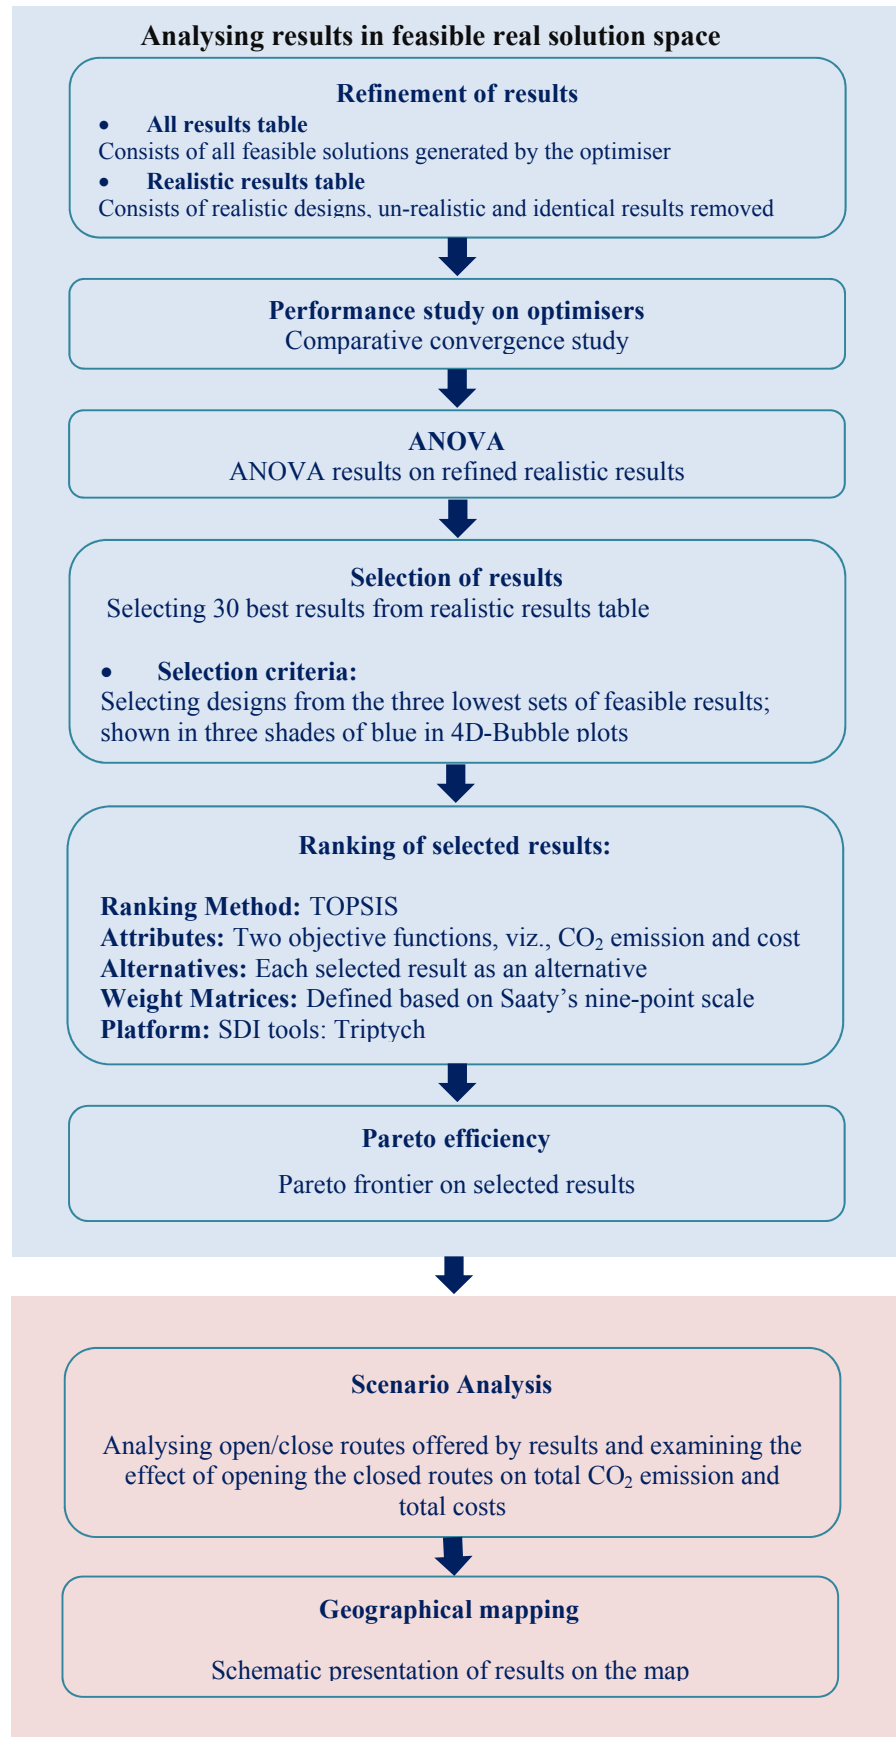 Analysing results in feasible real solution space
Refinement of results
• All results table
Consists of all feasible solutions generated by the optimiser
• Realistic results table
Consists of realistic designs, un-realistic and identical results removed
Performance study on optimisers
Comparative convergence study
ANOVA
ANOVA results on refined realistic results
Selection of results
Selecting 30 best results from realistic results table
• Selection criteria:
Selecting designs from the three lowest sets of feasible results;
shown in three shades of blue in 4D-Bubble plots
Ranking of selected results:
Ranking Method: TOPSIS
Attributes: Two objective functions, viz., CO₂ emission and cost
Alternatives: Each selected result as an alternative
Weight Matrices: Defined based on Saaty’s nine-point scale
Platform: SDI tools: Triptych
Pareto efficiency
Pareto frontier on selected results
Scenario Analysis
Analysing open/close routes offered by results and examining the
effect of opening the closed routes on total CO₂ emission and
total costs
Geographical mapping
Schematic presentation of results on the map